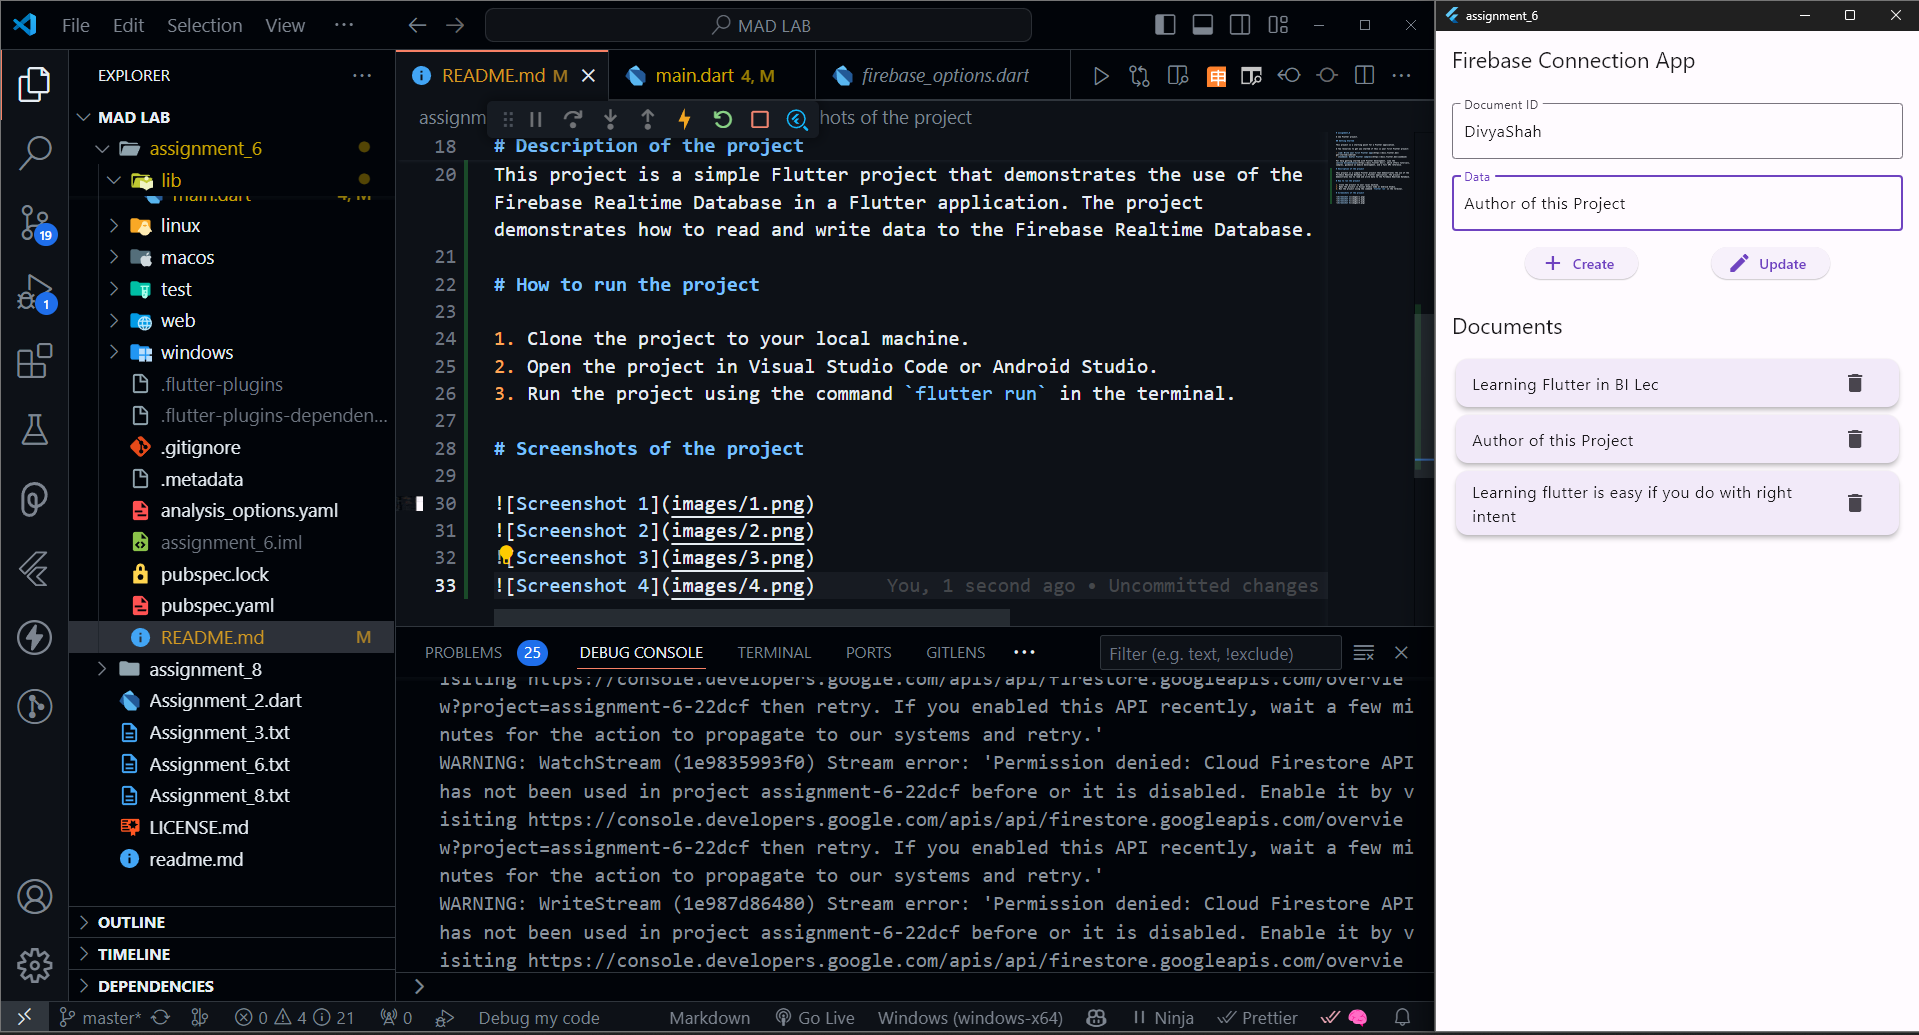 File Edit Selection View ···
MAD LAB
EXPLORER
MAD LAB
assignment_6
lib
main.dart 4, M
linux
macos
test
web
windows
.flutter-plugins
.flutter-plugins-dependen...
.gitignore
.metadata
analysis_options.yaml
assignment_6.iml
pubspec.lock
pubspec.yaml
README.md M
assignment_8
Assignment_2.dart
Assignment_3.txt
Assignment_6.txt
Assignment_8.txt
LICENSE.md
readme.md
OUTLINE
TIMELINE
DEPENDENCIES
19
1
README.md M
main.dart 4, M
firebase_options.dart
assignm
hots of the project
18 # Description of the project
20 This project is a simple Flutter project that demonstrates the use of the
Firebase Realtime Database in a Flutter application. The project
demonstrates how to read and write data to the Firebase Realtime Database.
21
22 # How to run the project
23
24 1. Clone the project to your local machine.
25 2. Open the project in Visual Studio Code or Android Studio.
26 3. Run the project using the command `flutter run` in the terminal.
27
28 # Screenshots of the project
29
30 ![Screenshot 1](images/1.png)
31 ![Screenshot 2](images/2.png)
32 ![Screenshot 3](images/3.png)
33 ![Screenshot 4](images/4.png) You, 1 second ago • Uncommitted changes
PROBLEMS 25 DEBUG CONSOLE TERMINAL PORTS GITLENS ··· Filter (e.g. text, !exclude)
isiting https://console.developers.google.com/apis/api/firestore.googleapis.com/overvie
w?project=assignment-6-22dcf then retry. If you enabled this API recently, wait a few mi
nutes for the action to propagate to our systems and retry.'
WARNING: WatchStream (1e9835993f0) Stream error: 'Permission denied: Cloud Firestore API
has not been used in project assignment-6-22dcf before or it is disabled. Enable it by v
isiting https://console.developers.google.com/apis/api/firestore.googleapis.com/overvie
w?project=assignment-6-22dcf then retry. If you enabled this API recently, wait a few mi
nutes for the action to propagate to our systems and retry.'
WARNING: WriteStream (1e987d86480) Stream error: 'Permission denied: Cloud Firestore API
has not been used in project assignment-6-22dcf before or it is disabled. Enable it by v
isiting https://console.developers.google.com/apis/api/firestore.googleapis.com/overvie
master* 0 4 21 0 Debug my code Markdown Go Live Windows (windows-x64) Ninja Prettier
assignment_6
Firebase Connection App
Document ID
DivyaShah
Data
Author of this Project
Create
Update
Documents
Learning Flutter in BI Lec
Author of this Project
Learning flutter is easy if you do with right
intent